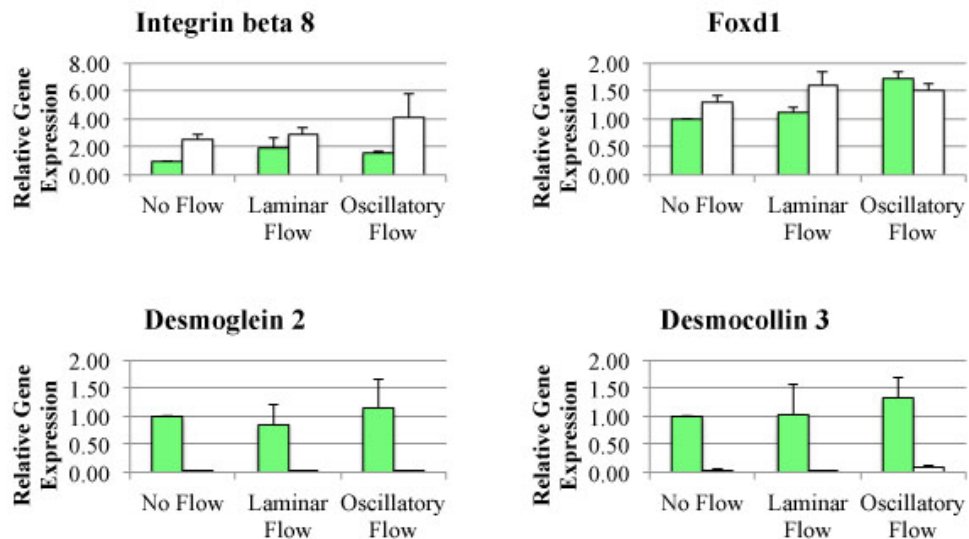 Integrin beta 8
Relative Gene
Expression
8.00
6.00
4.00
2.00
0.00
No Flow
Laminar
Flow
Oscillatory
Flow
Foxd1
Relative Gene
Expression
2.00
1.50
1.00
0.50
0.00
No Flow
Laminar
Flow
Oscillatory
Flow
Desmoglein 2
Relative Gene
Expression
2.00
1.50
1.00
0.50
0.00
No Flow
Laminar
Flow
Oscillatory
Flow
Desmocollin 3
Relative Gene
Expression
2.00
1.50
1.00
0.50
0.00
No Flow
Laminar
Flow
Oscillatory
Flow